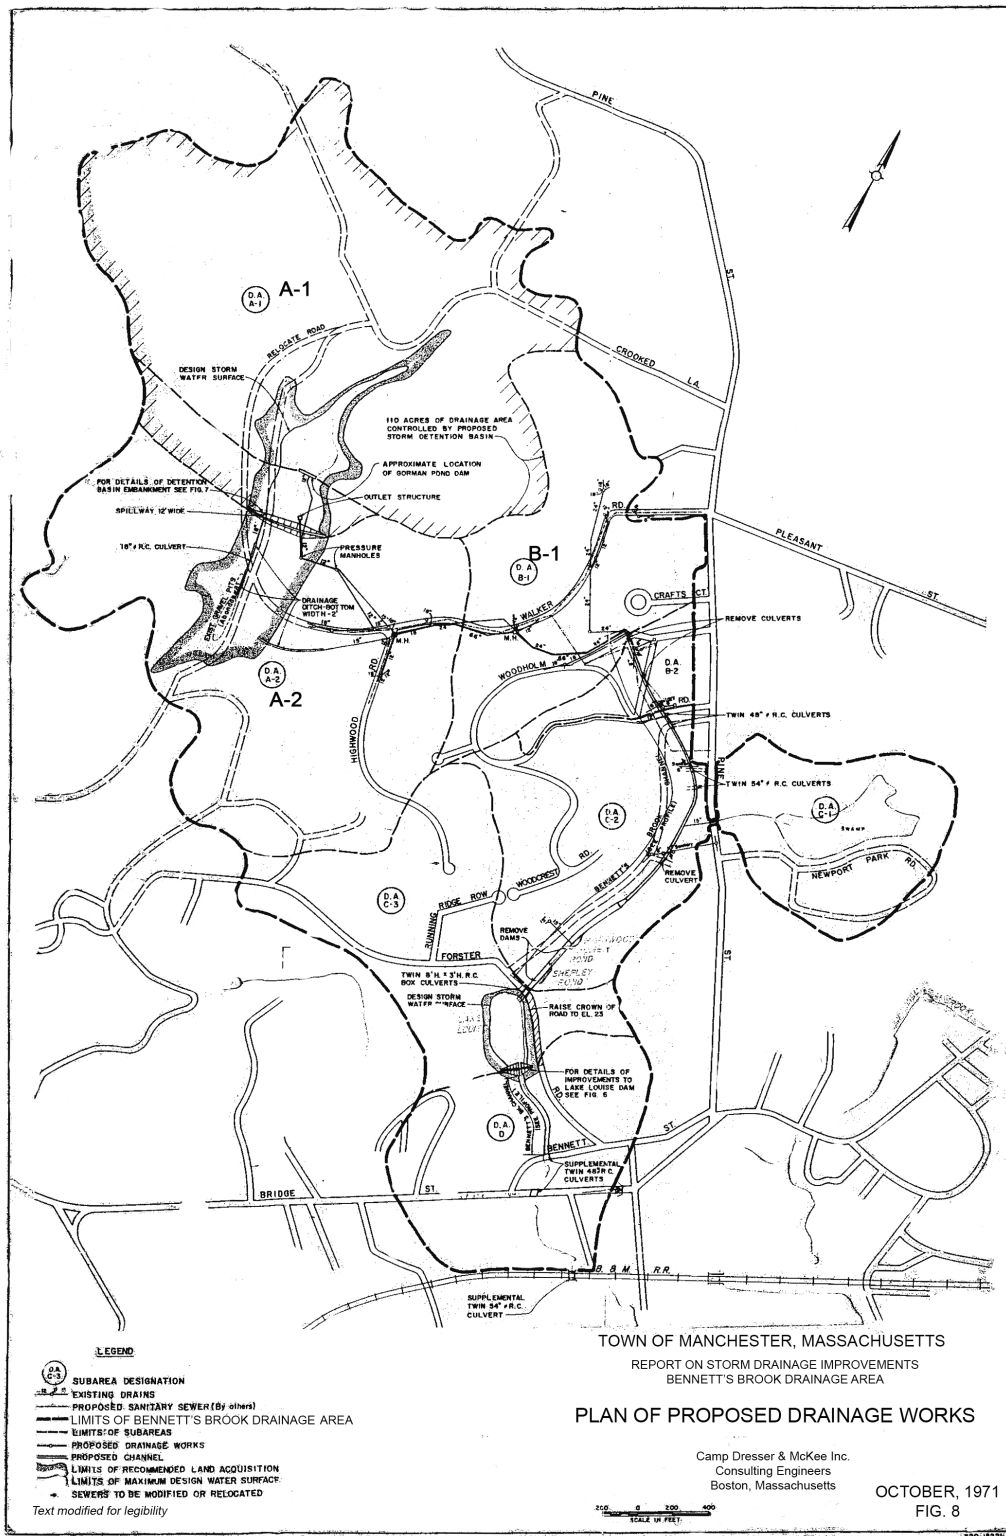 PINE
ST.
D.A.
A-1
A-1
RELOCATE ROAD
CROOKED
LA.
DESIGN STORM
WATER SURFACE
110 ACRES OF DRAINAGE AREA
CONTROLLED BY PROPOSED
STORM DETENTION BASIN
APPROXIMATE LOCATION
OF GORMAN POND DAM
FOR DETAILS OF DETENTION
BASIN EMBANKMENT SEE FIG. 7
OUTLET STRUCTURE
SPILLWAY, 12' WIDE
RD.
PLEASANT
ST.
18" ø R.C. CULVERT
PRESSURE
MANHOLES
B-1
D.A.
B-1
DRAINAGE
DITCH-BOTTOM
WIDTH - 2'
CRAFTS CT.
WALKER
REMOVE CULVERTS
M.H.
M.H.
D.A.
A-2
A-2
RD
WOODHOLM
D.A.
B-2
RD.
HIGHWOOD
TWIN 48" ø R.C. CULVERTS
PINE
TWIN 54" ø R.C. CULVERTS
D.A.
C-2
D.A.
C-1
SWAMP
BROOK
BENNETT'S
RD.
NEWPORT PARK RD.
REMOVE
CULVERT
WOODCREST
D.A.
C-3
RUNNING
RIDGE ROW
REMOVE
DAMS
FORSTER
ST.
SHEPLEY
POND
TWIN 8' H. x 3' H. R.C.
BOX CULVERTS
DESIGN STORM
WATER SURFACE
RAISE CROWN OF
ROAD TO EL. 23
FOR DETAILS OF
IMPROVEMENTS TO
LAKE LOUISE DAM
SEE FIG. 6
RD
D.A.
D
BENNETT
ST.
SUPPLEMENTAL
TWIN 48" R.C.
CULVERTS
BRIDGE
ST.
B. & M. R.R.
SUPPLEMENTAL
TWIN 54" ø R.C.
CULVERT
LEGEND
D.A.
C-3
SUBAREA DESIGNATION
EXISTING DRAINS
PROPOSED SANITARY SEWER (By others)
LIMITS OF BENNETT'S BROOK DRAINAGE AREA
LIMITS OF SUBAREAS
PROPOSED DRAINAGE WORKS
PROPOSED CHANNEL
LIMITS OF RECOMMENDED LAND ACQUISITION
LIMITS OF MAXIMUM DESIGN WATER SURFACE
SEWERS TO BE MODIFIED OR RELOCATED
Text modified for legibility
TOWN OF MANCHESTER, MASSACHUSETTS
REPORT ON STORM DRAINAGE IMPROVEMENTS
BENNETT'S BROOK DRAINAGE AREA
PLAN OF PROPOSED DRAINAGE WORKS
Camp Dresser & McKee Inc.
Consulting Engineers
Boston, Massachusetts
OCTOBER, 1971
FIG. 8
200 0 200 400
SCALE IN FEET